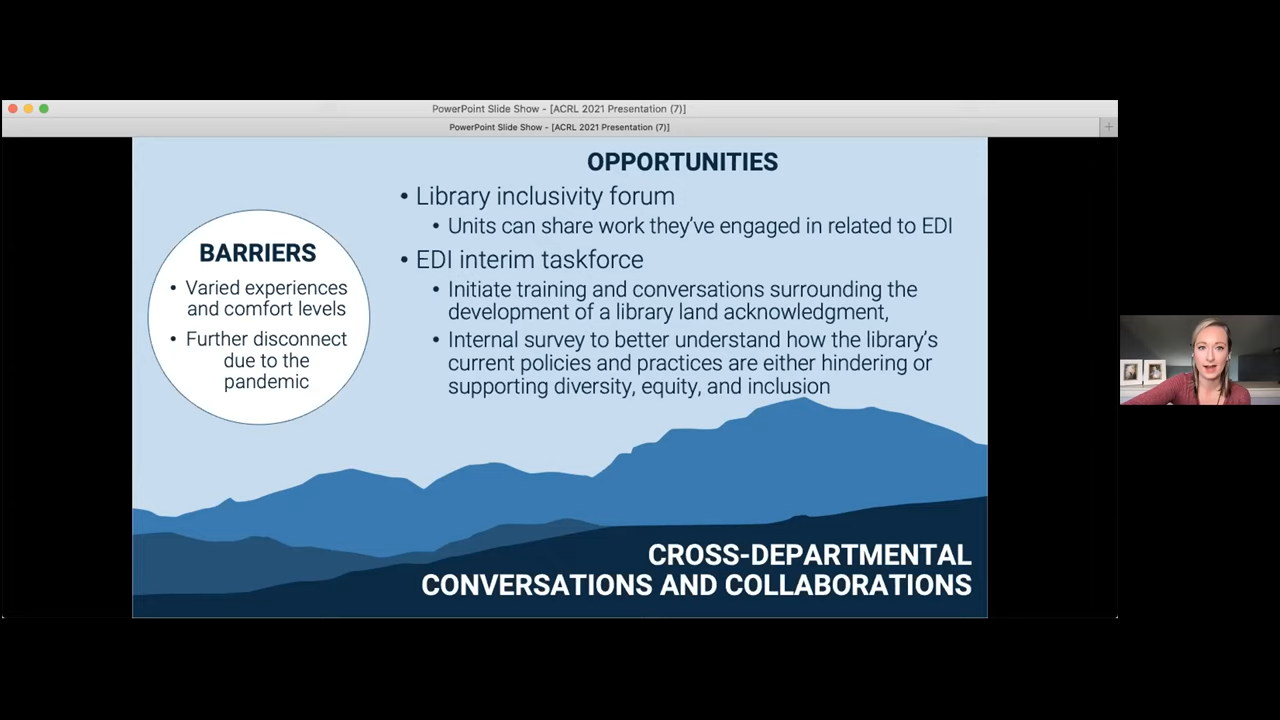 PowerPoint Slide Show - [ACRL 2021 Presentation (7)]
PowerPoint Slide Show - [ACRL 2021 Presentation (7)]
BARRIERS
• Varied experiences
and comfort levels
• Further disconnect
due to the
pandemic
OPPORTUNITIES
• Library inclusivity forum
• Units can share work they’ve engaged in related to EDI
• EDI interim taskforce
• Initiate training and conversations surrounding the
development of a library land acknowledgment,
• Internal survey to better understand how the library’s
current policies and practices are either hindering or
supporting diversity, equity, and inclusion
CROSS-DEPARTMENTAL
CONVERSATIONS AND COLLABORATIONS